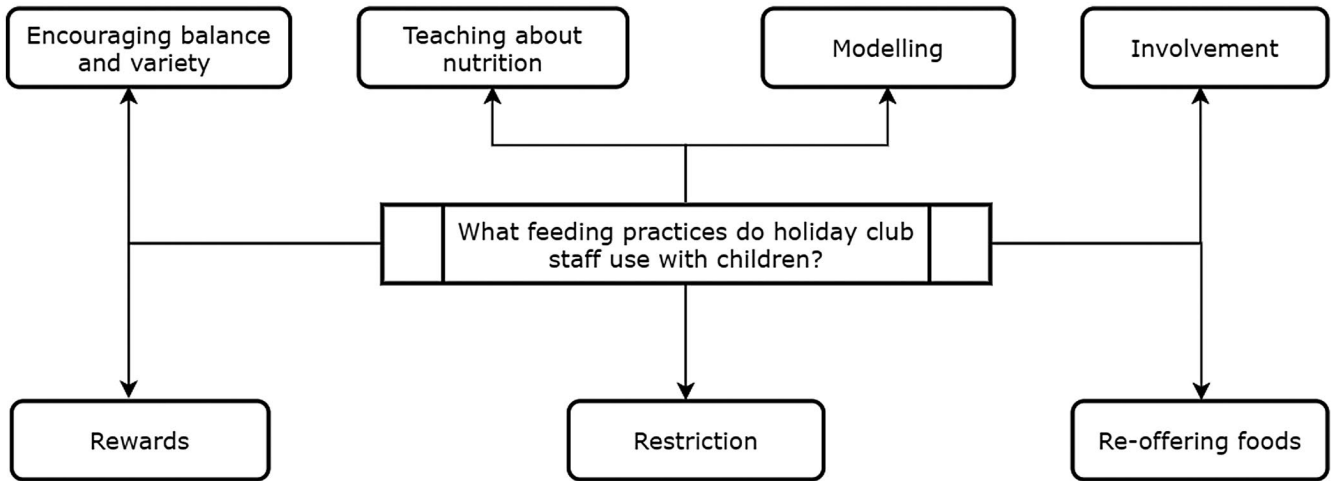 Encouraging balance
and variety
Teaching about
nutrition
Modelling
Involvement
What feeding practices do holiday club
staff use with children?
Rewards
Restriction
Re-offering foods